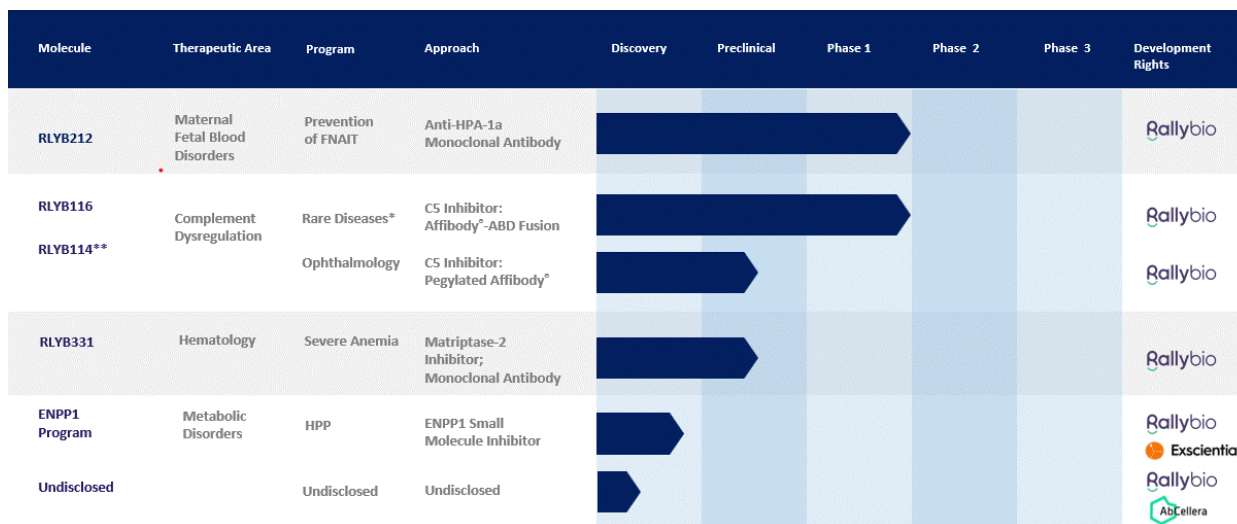 Molecule Therapeutic Area Program Approach Discovery Preclinical Phase 1 Phase 2 Phase 3 Development
Rights
RLYB212 Maternal Prevention Anti-HPA-1a Rallybio
Fetal Blood of FNAIT Monoclonal Antibody
Disorders
RLYB116 Complement Rare Diseases* C5 Inhibitor: Rallybio
Dysregulation Affibody®-ABD Fusion
RLYB114** Ophthalmology C5 Inhibitor: Rallybio
Pegylated Affibody®
RLYB331 Hematology Severe Anemia Matriptase-2 Rallybio
Inhibitor;
Monoclonal Antibody
ENPP1 Metabolic HPP ENPP1 Small Rallybio
Program Disorders Molecule Inhibitor Exscientia
Undisclosed Undisclosed Undisclosed Rallybio
AbCellera